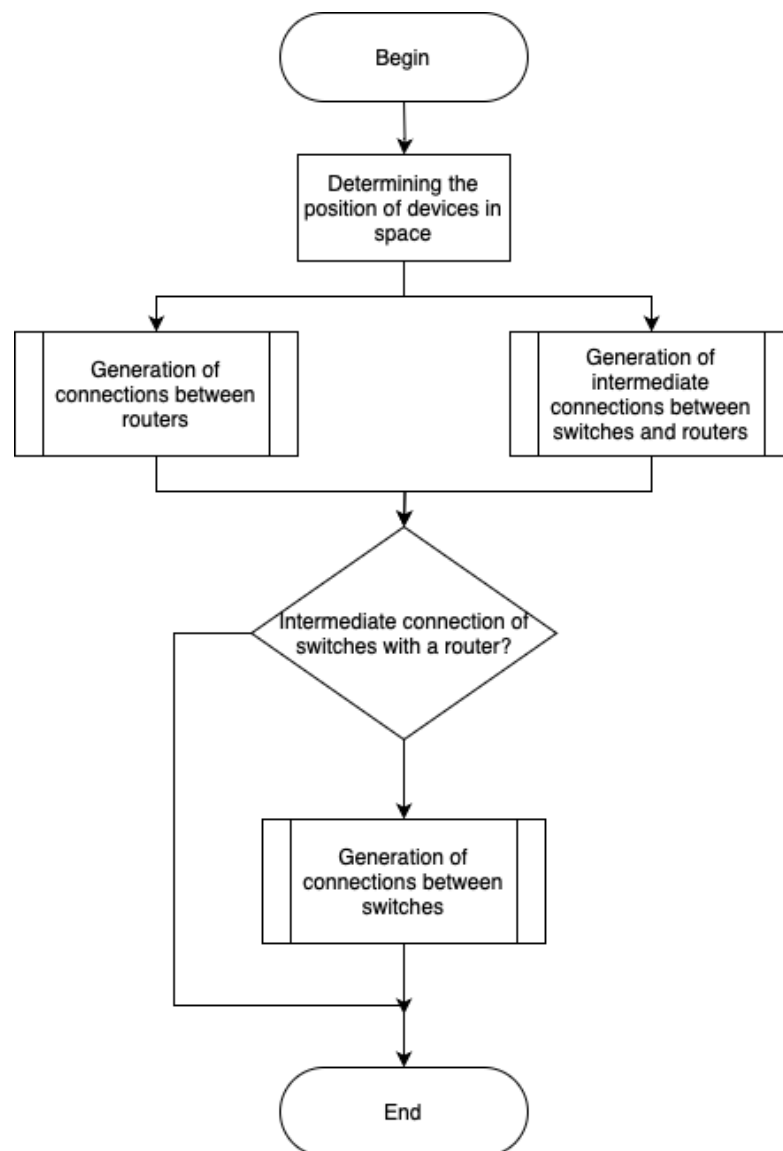 Begin
Determining the
position of devices in
space
Generation of
connections between
routers
Generation of
intermediate
connections between
switches and routers
Intermediate connection of
switches with a router?
Generation of
connections between
switches
End